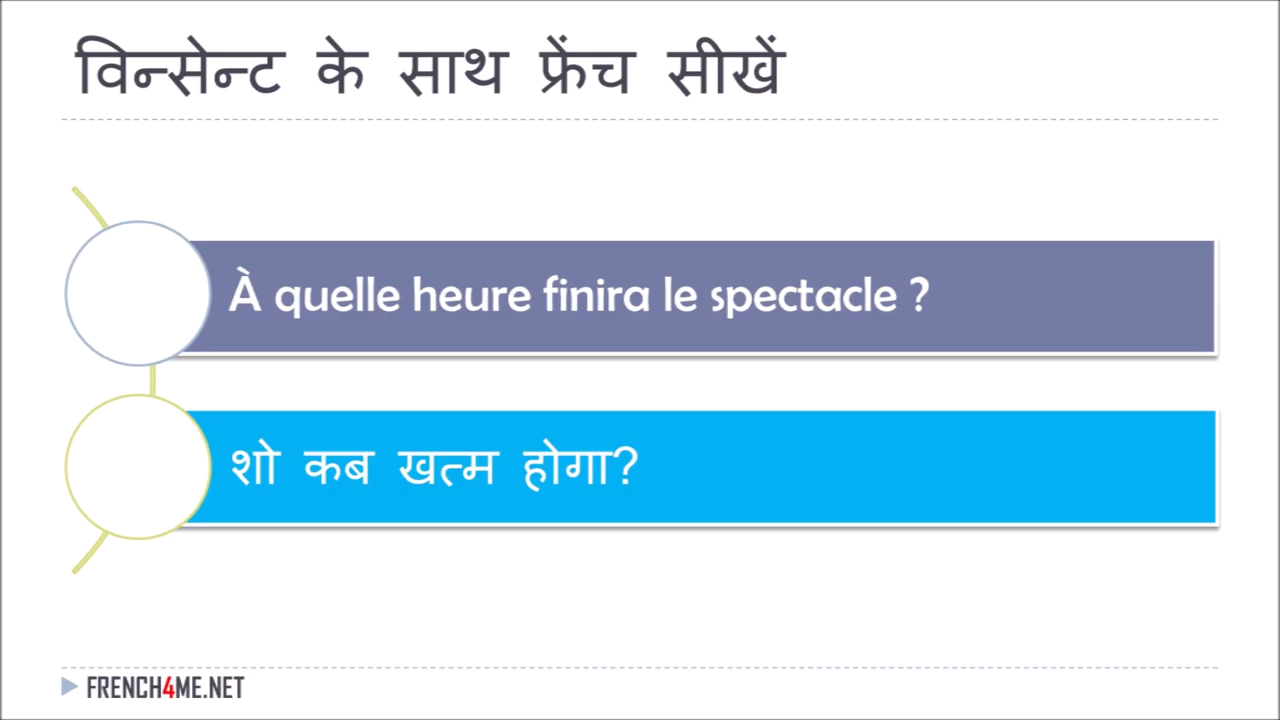 विन्सेन्ट के साथ फ्रेंच सीखें
À quelle heure finira le spectacle ?
शो कब खत्म होगा?
FRENCH4ME.NET